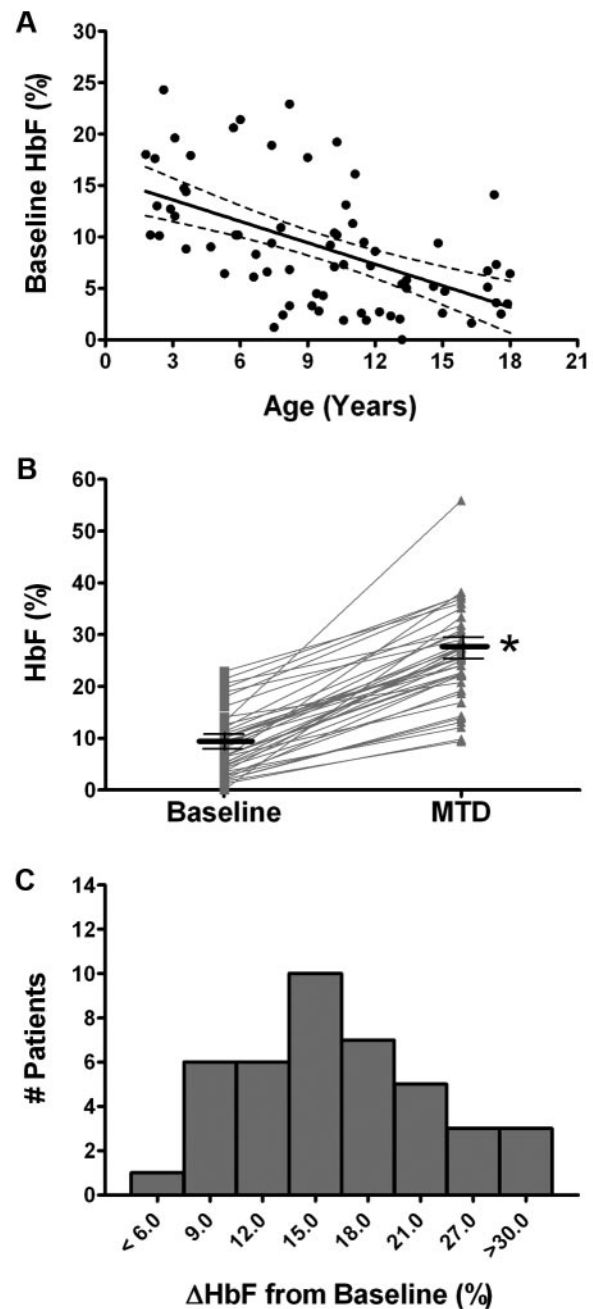 A
Baseline HbF (%)
30
25
20
15
10
5
0
0 3 6 9 12 15 18 21
Age (Years)
B
HbF (%)
60
50
40
30
20
10
0
*
Baseline MTD
C
# Patients
14
12
10
8
6
4
2
0
< 6.0 9.0 12.0 15.0 18.0 21.0 27.0 >30.0
ΔHbF from Baseline (%)